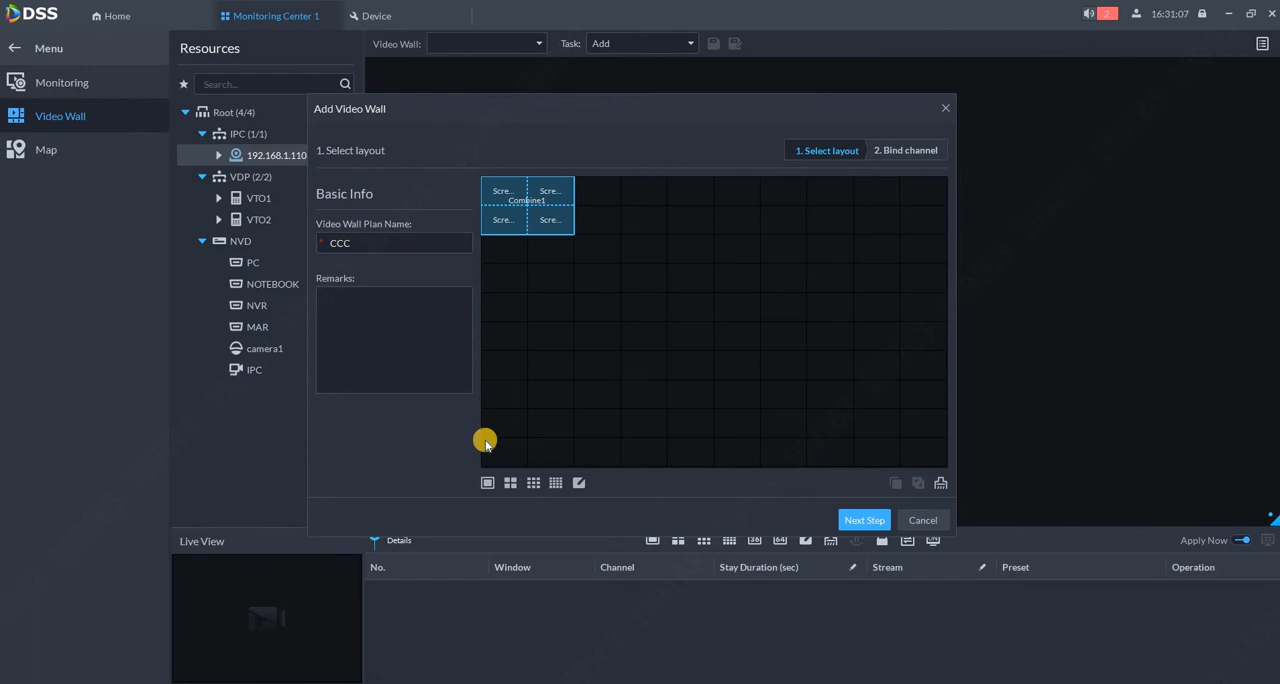 DSS
Home
Monitoring Center 1
Device
2
16:31:07
Menu
Resources
Video Wall:
Task:
Add
Monitoring
Search...
Video Wall
Root (4/4)
Add Video Wall
IPC (1/1)
Map
192.168.1.110
1. Select layout
1. Select layout
2. Bind channel
VDP (2/2)
VTO1
Basic Info
Scre...
Scre...
Combine1
VTO2
Video Wall Plan Name:
Scre...
Scre...
NVD
* CCC
PC
NOTEBOOK
Remarks:
NVR
MAR
camera1
IPC
Next Step
Cancel
Live View
Details
36
64
Apply Now
No.
Window
Channel
Stay Duration (sec)
Stream
Preset
Operation